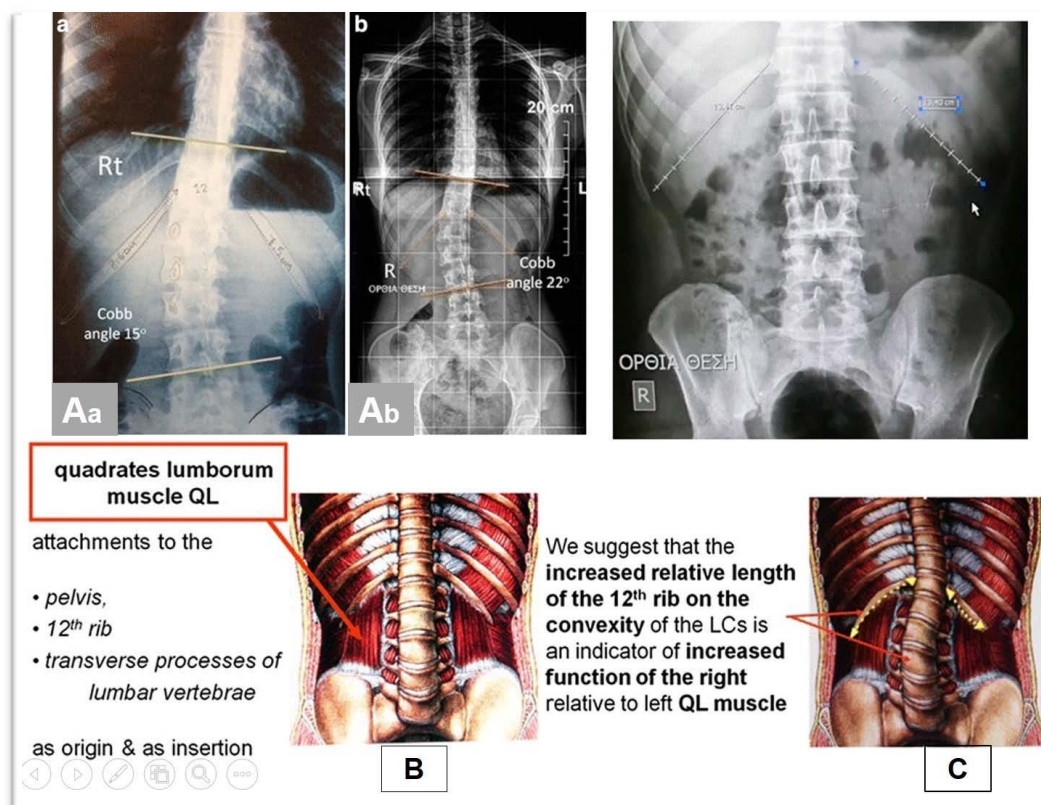 a
Rt
12
Cobb
angle 15º
Aa
b
20 cm
R
Rt
L
R
ΟΡΘΙΑ ΘΕΣΗ
Cobb
angle 22º
Ab
ΟΡΘΙΑ ΘΕΣΗ
R
quadrates lumborum
muscle QL
attachments to the
• pelvis,
• 12th rib
• transverse processes of
lumbar vertebrae
as origin & as insertion
B
We suggest that the
increased relative length
of the 12th rib on the
convexity of the LCs is
an indicator of increased
function of the right
relative to left QL muscle
C